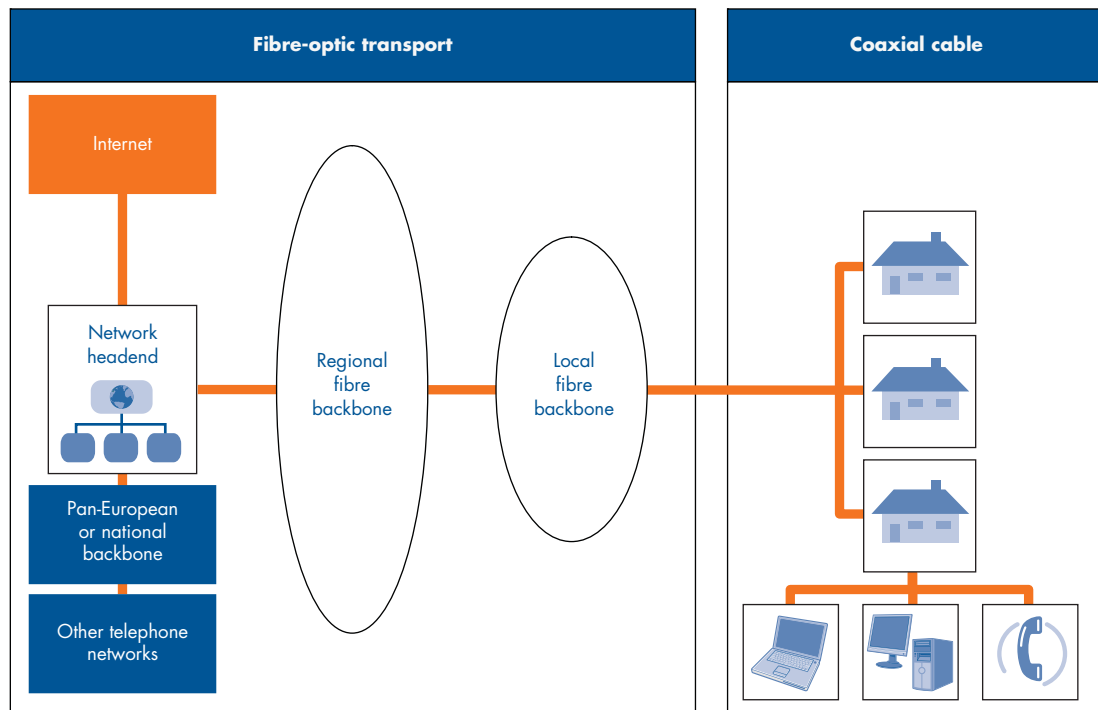 Fibre-optic transport
Coaxial cable
Internet
Network
headend
Regional
fibre
backbone
Local
fibre
backbone
Pan-European
or national
backbone
Other telephone
networks